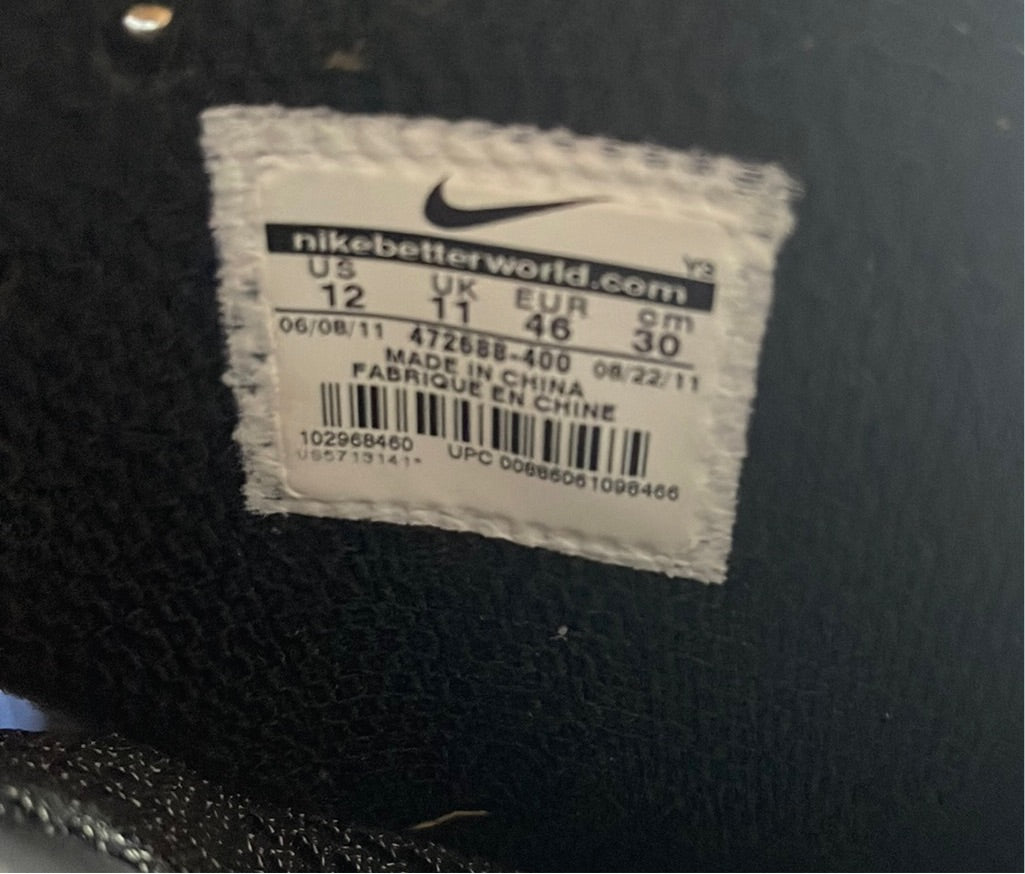 nikebetterworld.com
Y3
US UK EUR cm
12 11 46 30
06/08/11 472688-400 08/22/11
MADE IN CHINA
FABRIQUE EN CHINE
102968460 UPC 00886061098466